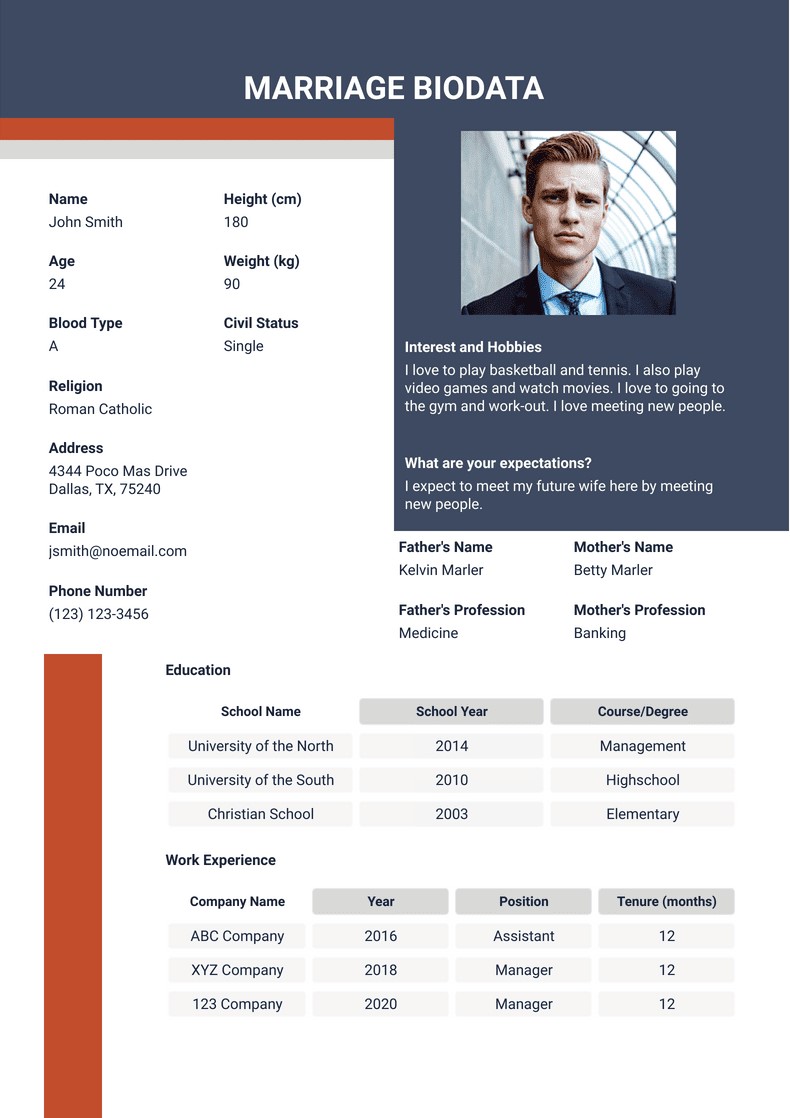 MARRIAGE BIODATA
Name Height (cm)
John Smith 180
Age Weight (kg)
24 90
Blood Type Civil Status
A Single
Religion
Roman Catholic
Address
4344 Poco Mas Drive
Dallas, TX, 75240
Email
jsmith@noemail.com
Phone Number
(123) 123-3456
Interest and Hobbies
I love to play basketball and tennis. I also play
video games and watch movies. I love to going to
the gym and work-out. I love meeting new people.
What are your expectations?
I expect to meet my future wife here by meeting
new people.
Father's Name Mother's Name
Kelvin Marler Betty Marler
Father's Profession Mother's Profession
Medicine Banking
Education
School Name School Year Course/Degree
University of the North 2014 Management
University of the South 2010 Highschool
Christian School 2003 Elementary
Work Experience
Company Name Year Position Tenure (months)
ABC Company 2016 Assistant 12
XYZ Company 2018 Manager 12
123 Company 2020 Manager 12